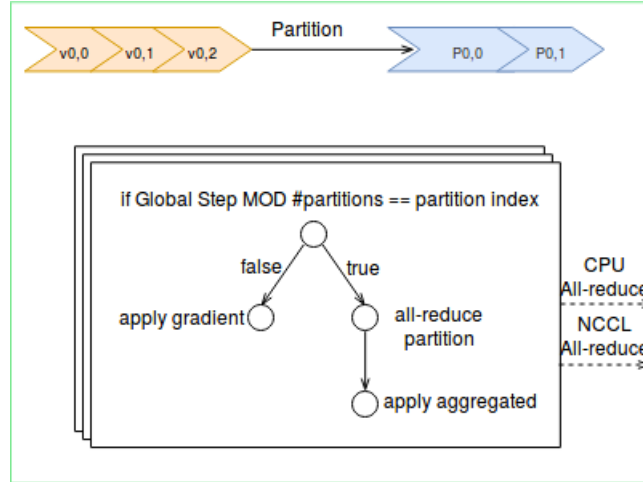 Partition
v0,0
v0,1
v0,2
P0,0
P0,1
if Global Step MOD #partitions == partition index
false
true
apply gradient
all-reduce
partition
apply aggregated
CPU
All-reduce
NCCL
All-reduce